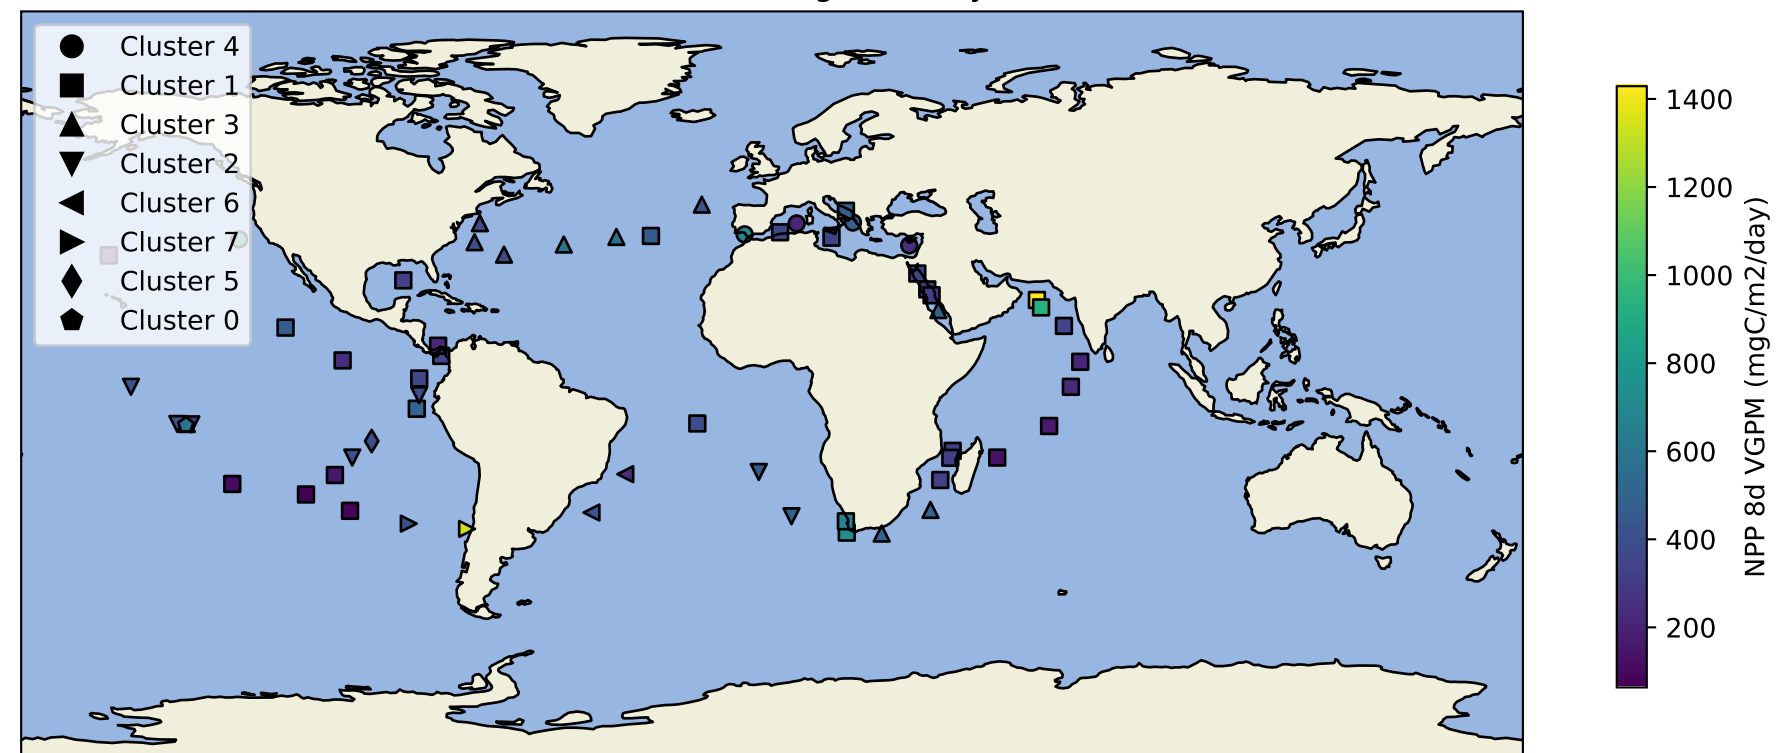 Cluster 4
Cluster 1
Cluster 3
Cluster 2
Cluster 6
Cluster 7
Cluster 5
Cluster 0
1400
1200
1000
800
600
400
200
NPP 8d VGPM (mgC/m2/day)